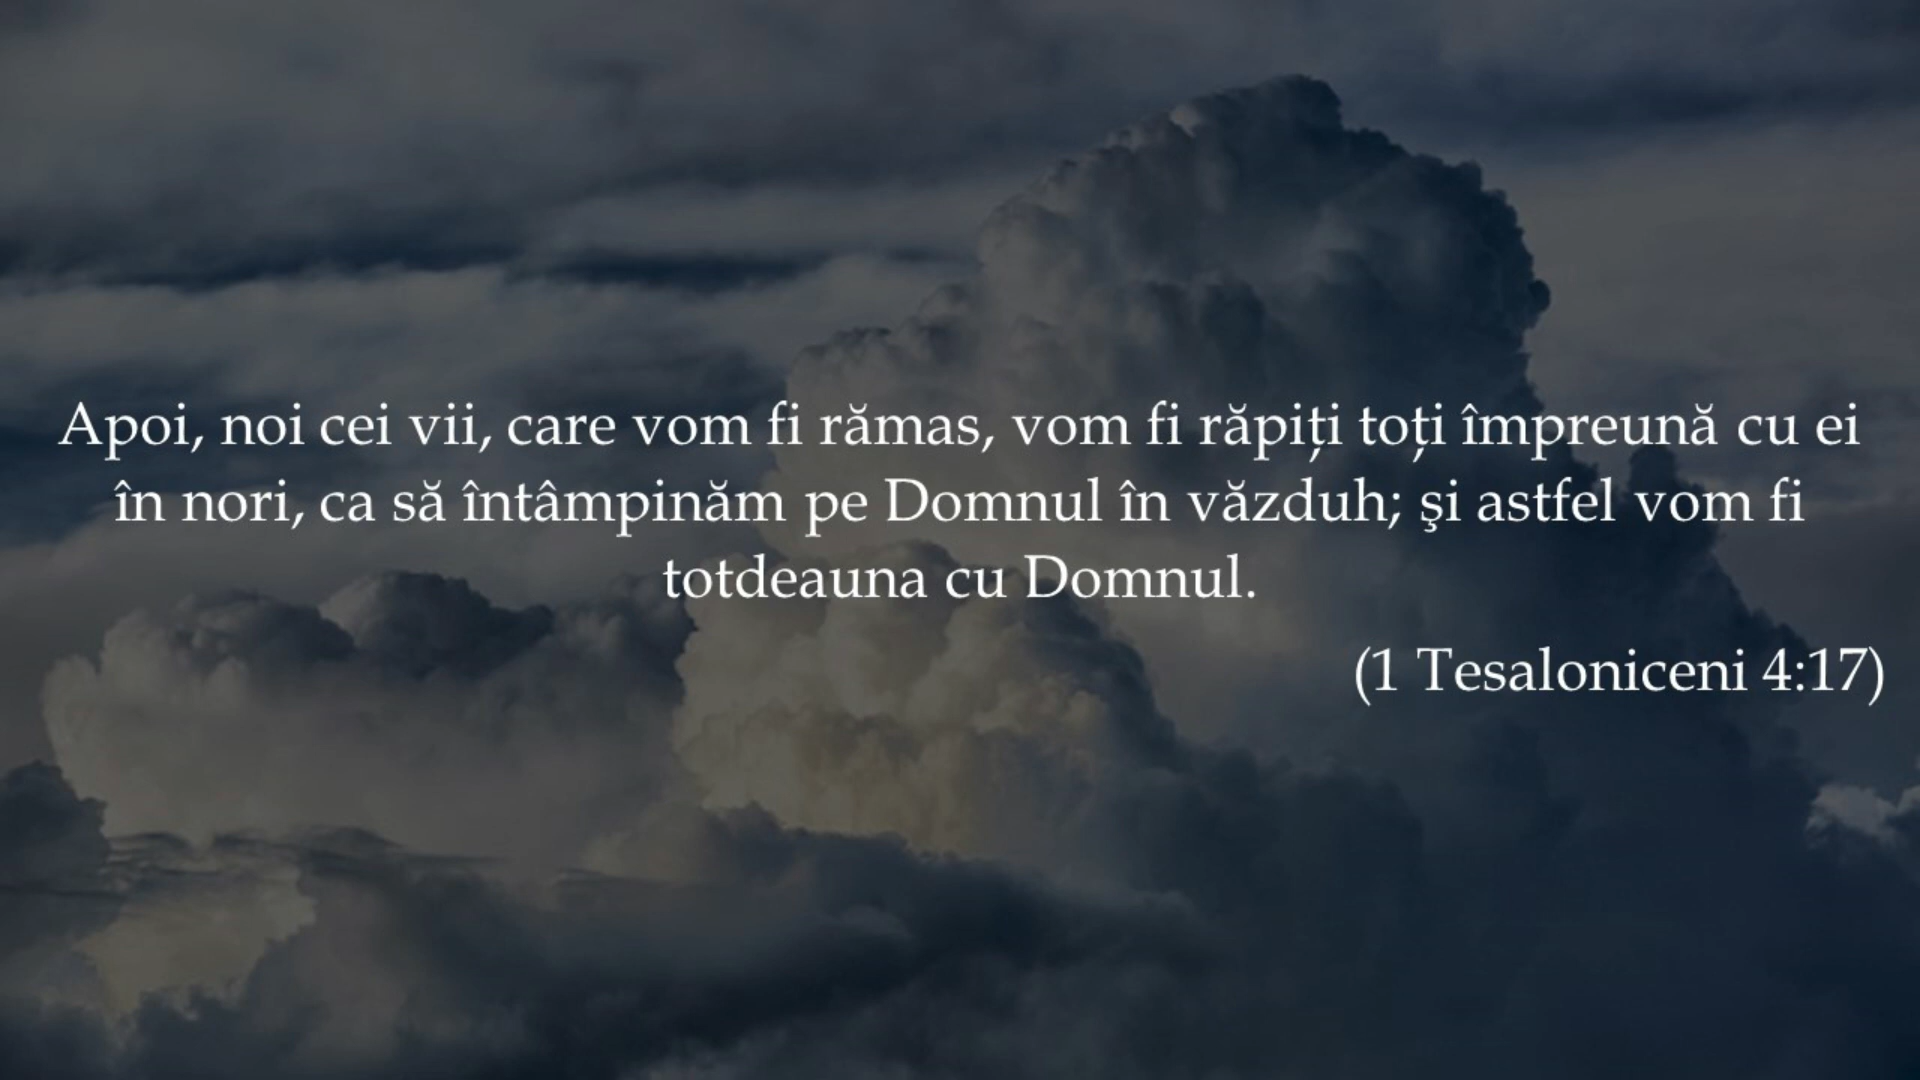 Apoi, noi cei vii, care vom fi rămas, vom fi răpiți toți împreună cu ei
în nori, ca să întâmpinăm pe Domnul în văzduh; şi astfel vom fi
totdeauna cu Domnul.
(1 Tesaloniceni 4:17)